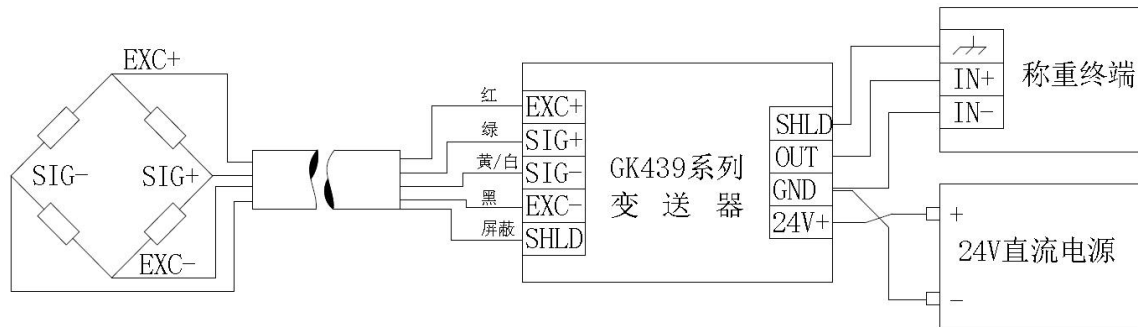 EXC+
SIG-
SIG+
EXC-
红
绿
黄/白
黑
屏蔽
EXC+
SIG+
SIG-
EXC-
SHLD
GK439系列
变送器
SHLD
OUT
GND
24V+
IN+
IN-
称重终端
+
24V直流电源
-